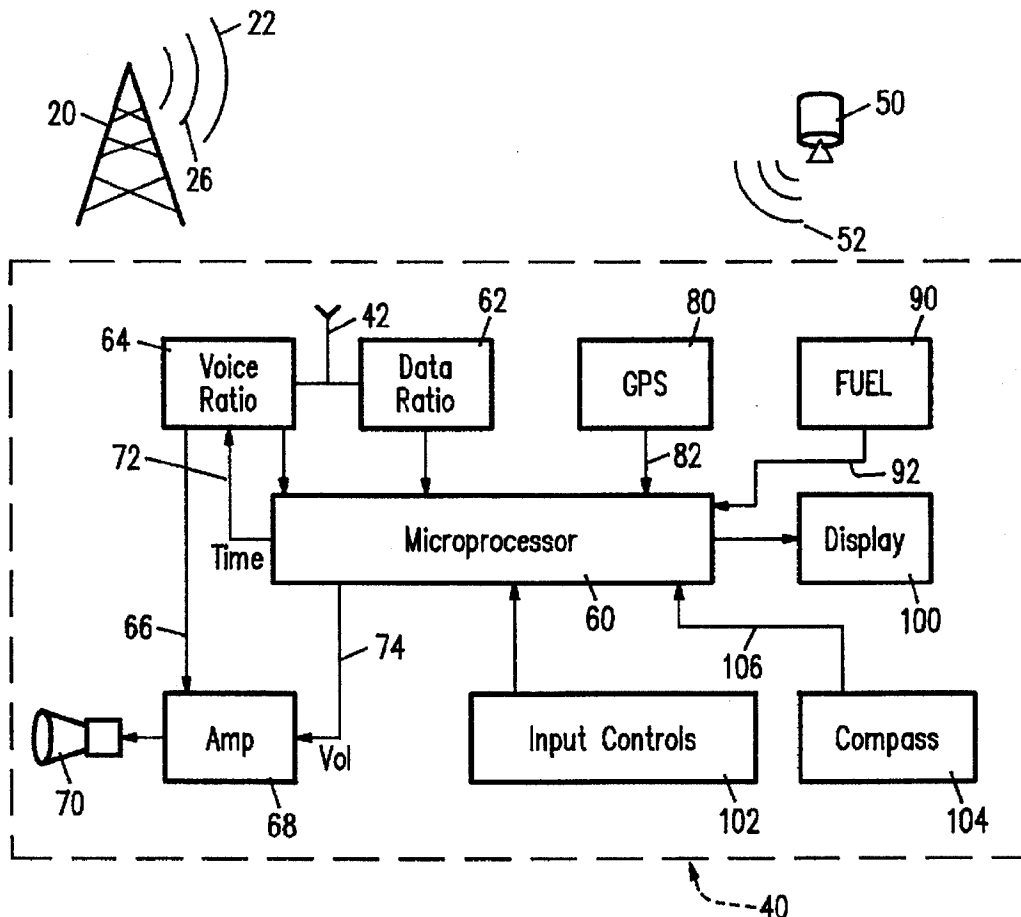 22
20
26
50
52
64
42
62
80
90
Voice
Ratio
Data
Ratio
GPS
FUEL
72
82
92
Time
Microprocessor
Display
66
74
60
106
100
Amp
Vol
Input Controls
Compass
70
68
102
104
40